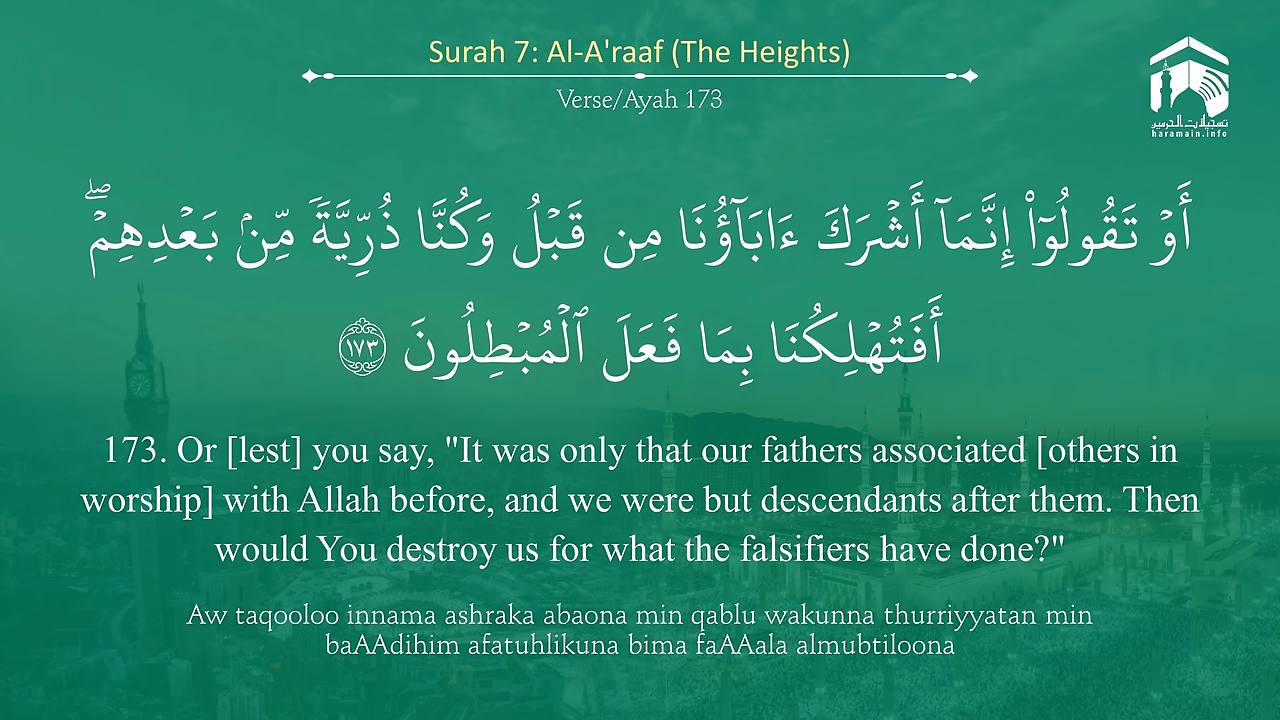 Surah 7: Al-A'raaf (The Heights)
Verse/Ayah 173
تسجيلات الحرمين
haramain.info
أَوۡ تَقُولُوٓاْ إِنَّمَآ أَشۡرَكَ ءَابَآؤُنَا مِن قَبۡلُ وَكُنَّا ذُرِّيَّةٗ مِّنۢ بَعۡدِهِمۡۖ
أَفَتُهۡلِكُنَا بِمَا فَعَلَ ٱلۡمُبۡطِلُونَ ١٧٣
173. Or [lest] you say, "It was only that our fathers associated [others in
worship] with Allah before, and we were but descendants after them. Then
would You destroy us for what the falsifiers have done?"
Aw taqooloo innama ashraka abaona min qablu wakunna thurriyyatan min
baAAdihim afatuhlikuna bima faAAala almubtiloona